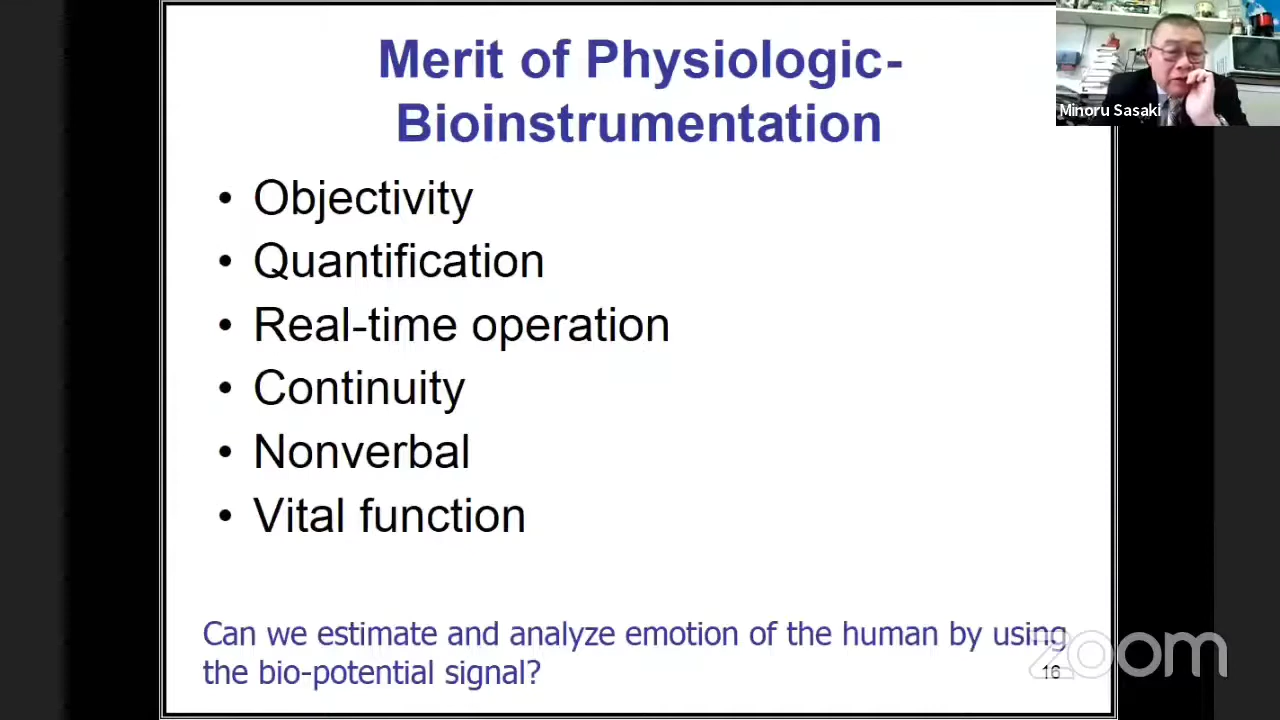 Merit of Physiologic-
Bioinstrumentation
• Objectivity
• Quantification
• Real-time operation
• Continuity
• Nonverbal
• Vital function
Can we estimate and analyze emotion of the human by using
the bio-potential signal?
16
Minoru Sasaki
zoom